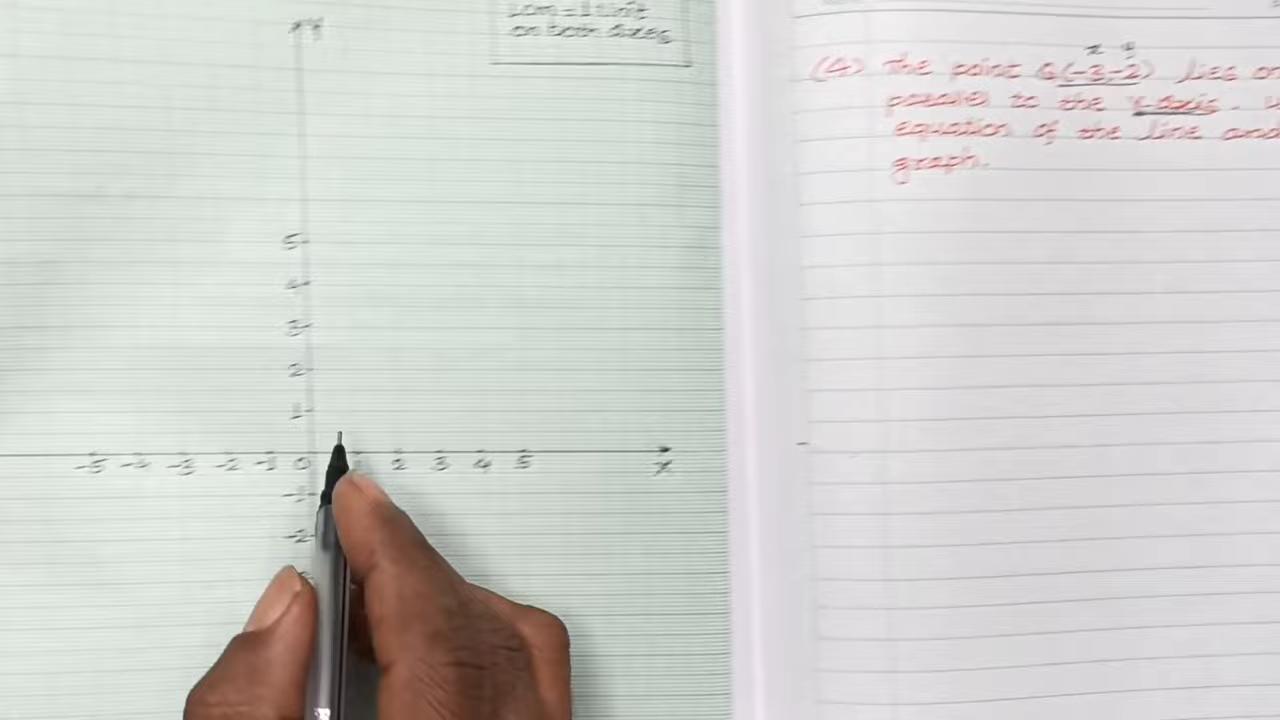 1cm = 1 unit
on both axes
Y
5
4
3
2
1
-5 -4 -3 -2 -1 0 2 3 4 5
X
-1
-2
x y
(4) The point Q(-3,-2) lies on
parallel to the Y-axis.
equation of the line and
graph.